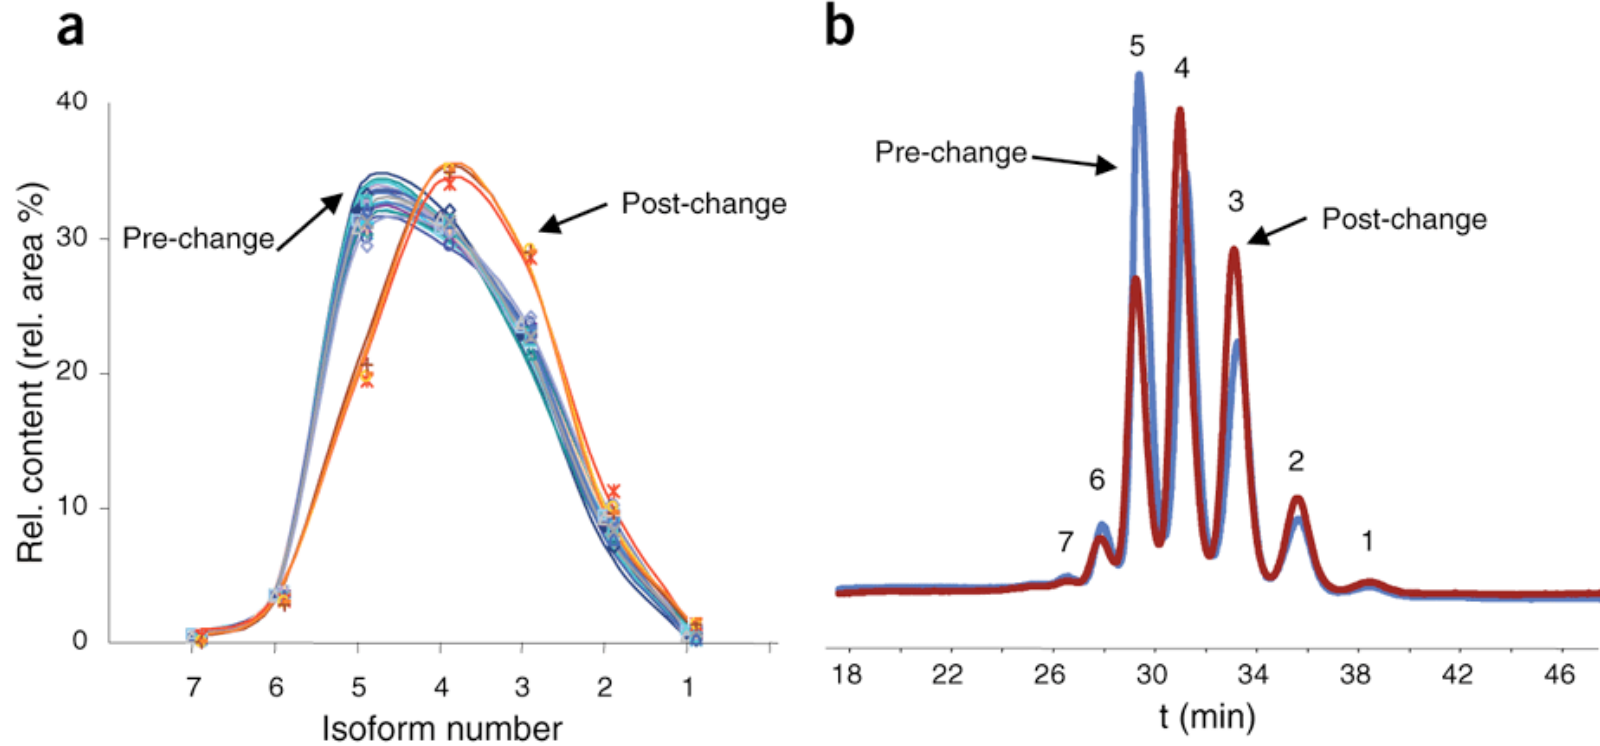 a
Rel. content (rel. area %)
40
30
20
10
0
Pre-change
Post-change
7 6 5 4 3 2 1
Isoform number
b
5
4
Pre-change
3
Post-change
6
2
7
1
18 22 26 30 34 38 42 46
t (min)